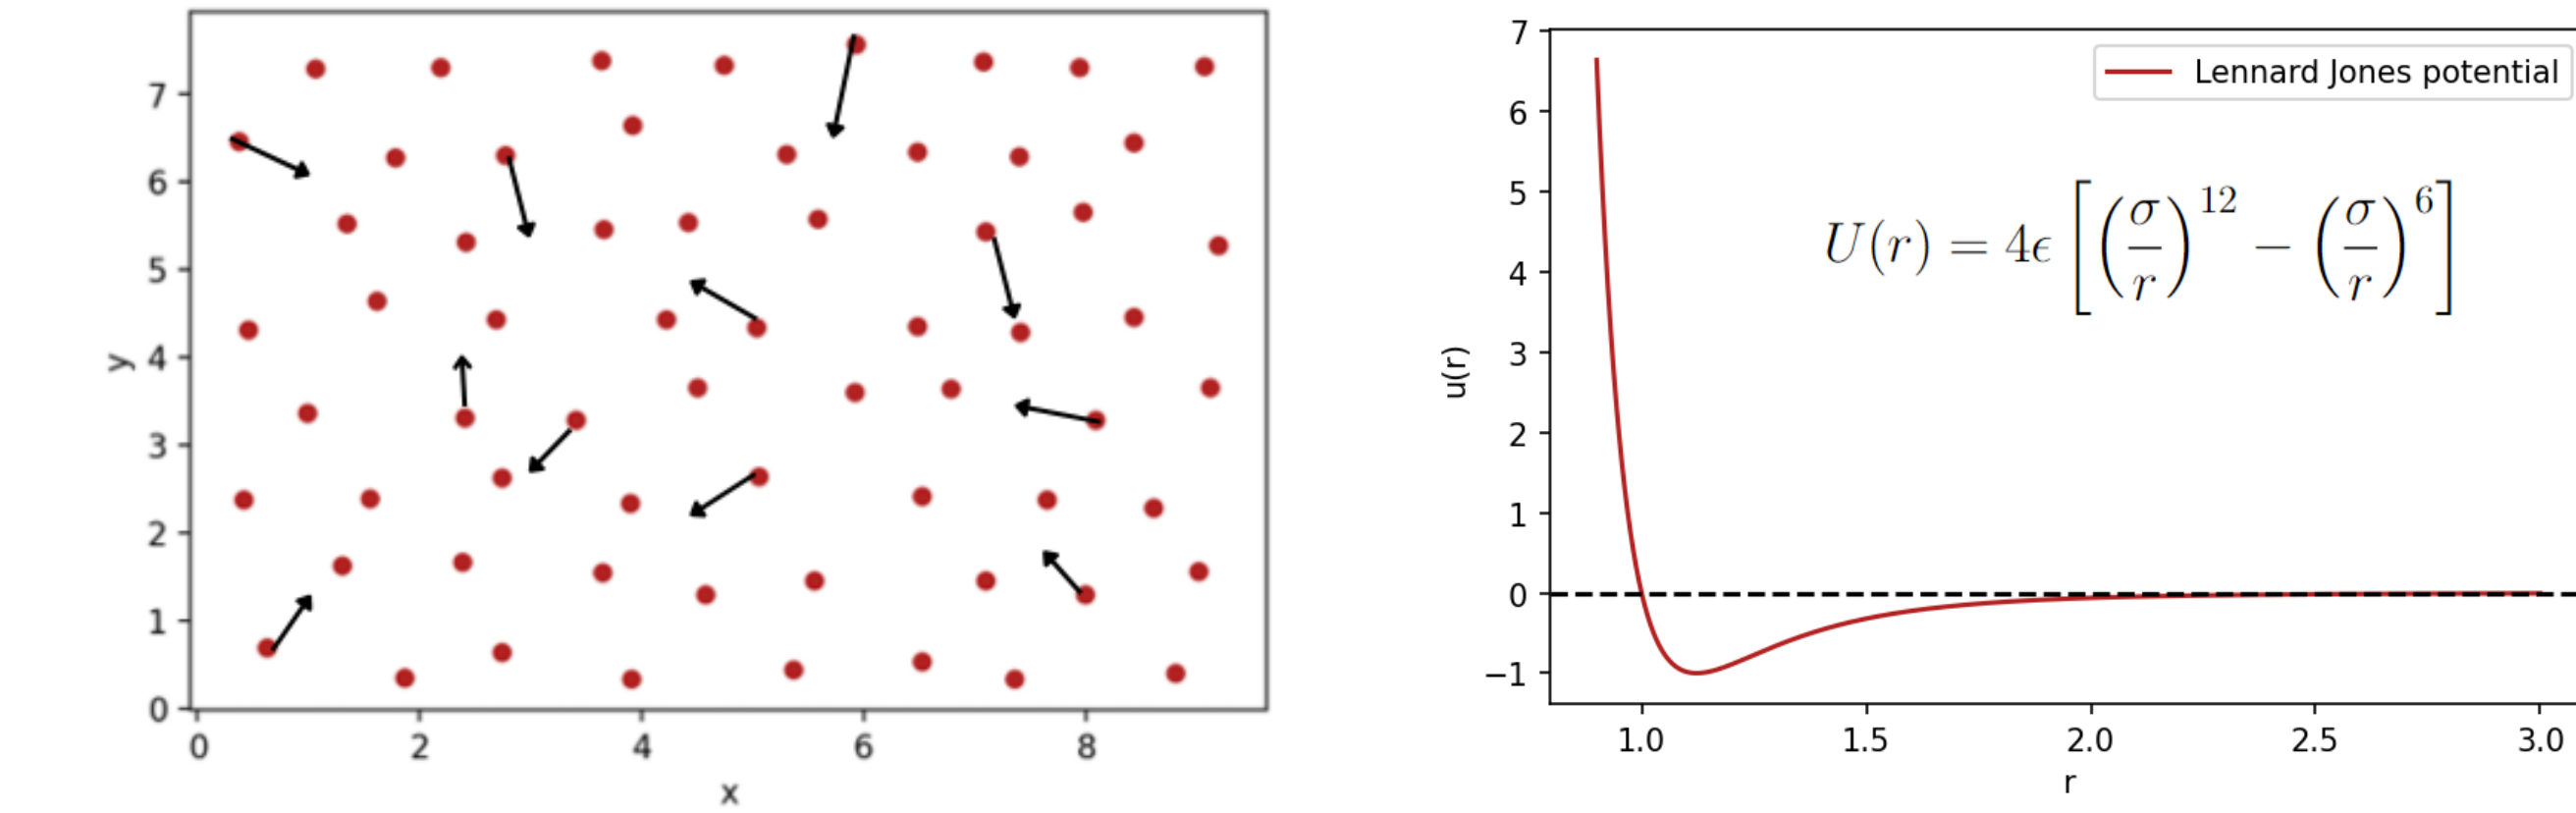 7
6
5
4
3
2
1
0
y
0 2 4 6 8
x
7
6
5
4
3
2
1
0
−1
u(r)
Lennard Jones potential
U(r) = 4ϵ [(σ/r)^12 − (σ/r)^6]
1.0 1.5 2.0 2.5 3.0
r